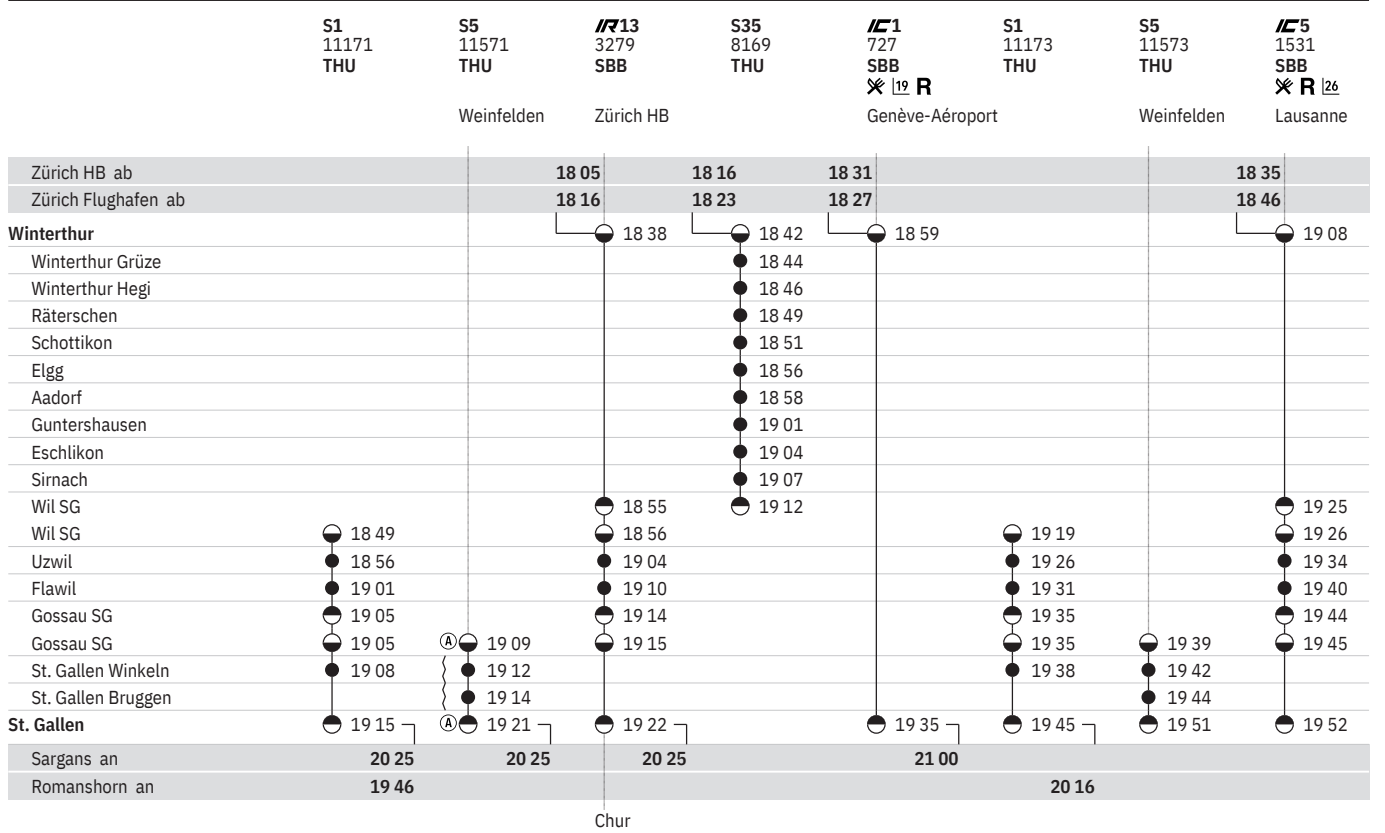 S1 S5 IR13 S35 IC1 S1 S5 IC5
11171 11571 3279 8169 727 11173 11573 1531
THU THU SBB THU SBB THU THU SBB
19 R R 26
Weinfelden Zürich HB Genève-Aéroport Weinfelden Lausanne
Zürich HB ab 18 05 18 16 18 31 18 35
Zürich Flughafen ab 18 16 18 23 18 27 18 46
Winterthur 18 38 18 42 18 59 19 08
Winterthur Grüze 18 44
Winterthur Hegi 18 46
Räterschen 18 49
Schottikon 18 51
Elgg 18 56
Aadorf 18 58
Guntershausen 19 01
Eschlikon 19 04
Sirnach 19 07
Wil SG 18 55 19 12 19 25
Wil SG 18 49 18 56 19 19 19 26
Uzwil 18 56 19 04 19 26 19 34
Flawil 19 01 19 10 19 31 19 40
Gossau SG 19 05 19 14 19 35 19 44
Gossau SG 19 05 A 19 09 19 15 19 35 19 39 19 45
St. Gallen Winkeln 19 08 19 12 19 38 19 42
St. Gallen Bruggen 19 14 19 44
St. Gallen 19 15 A 19 21 19 22 19 35 19 45 19 51 19 52
Sargans an 20 25 20 25 20 25 21 00
Romanshorn an 19 46 20 16
Chur